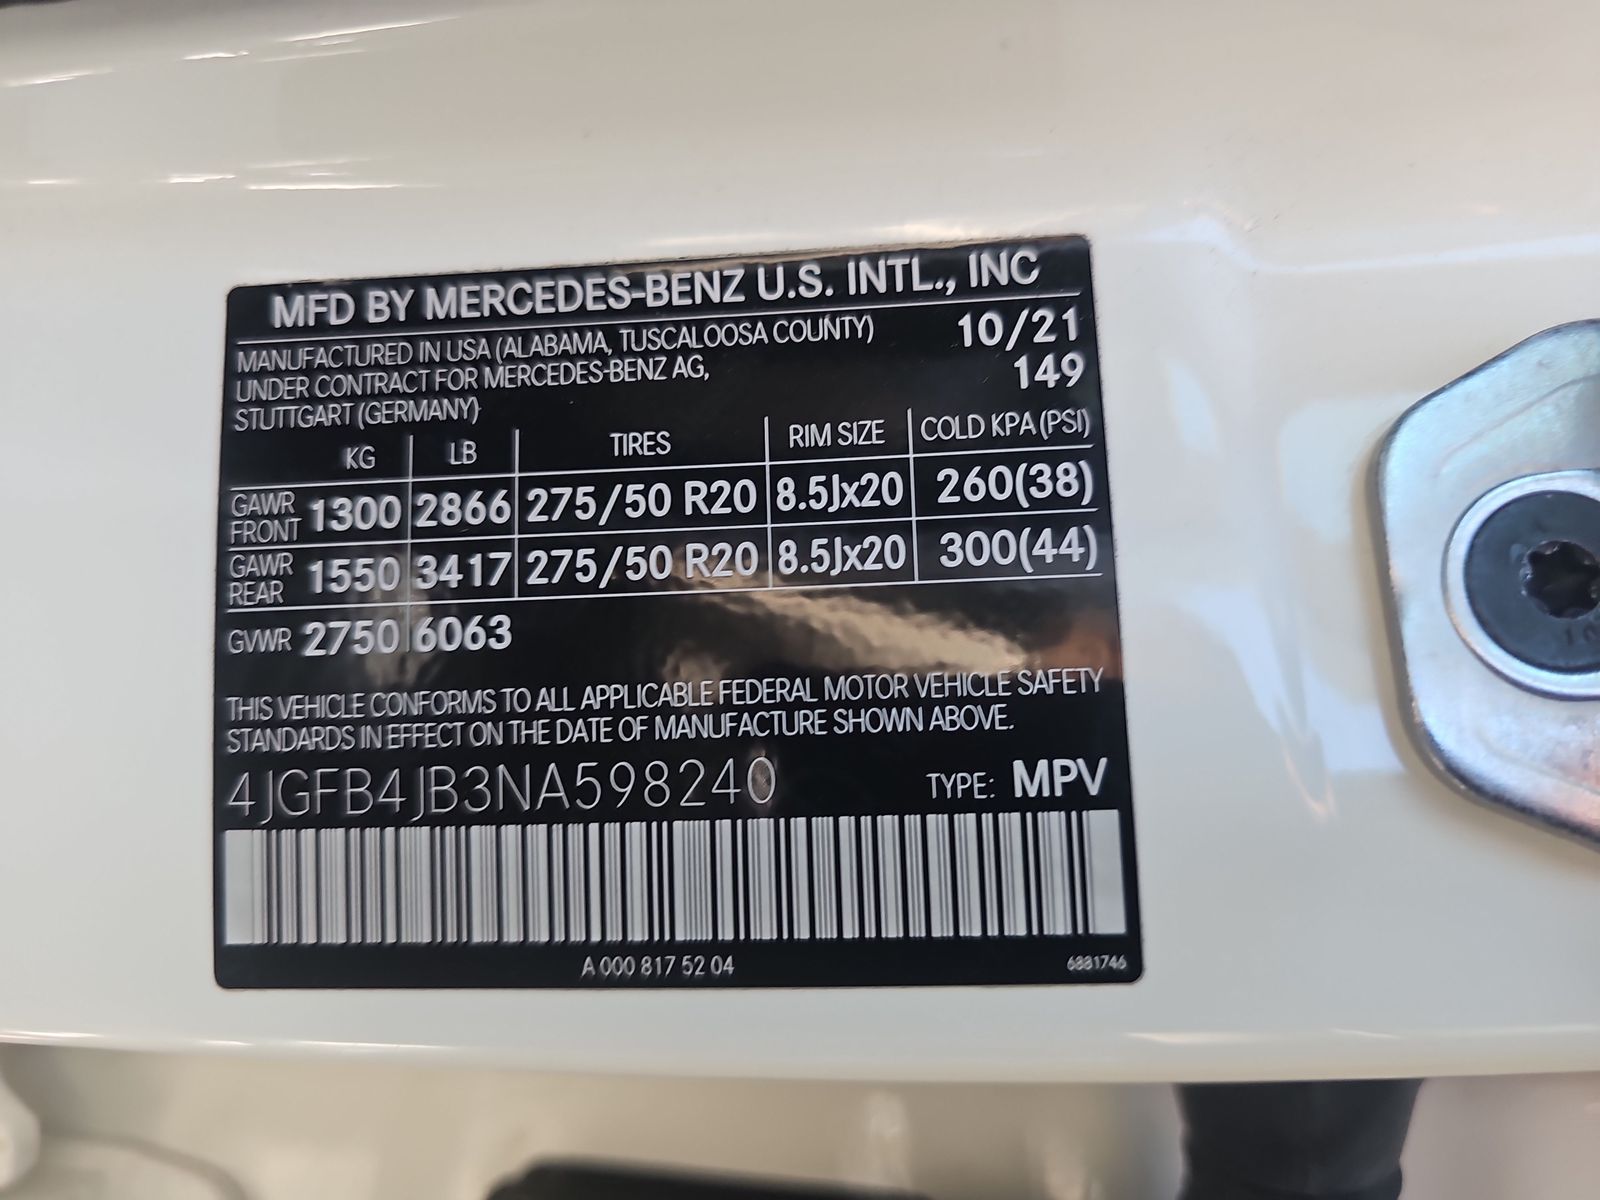 MFD BY MERCEDES-BENZ U.S. INTL., INC
MANUFACTURED IN USA (ALABAMA, TUSCALOOSA COUNTY) 10/21
UNDER CONTRACT FOR MERCEDES-BENZ AG, 149
STUTTGART (GERMANY)
KG LB TIRES RIM SIZE COLD KPA (PSI)
GAWR FRONT 1300 2866 275/50 R20 8.5Jx20 260(38)
GAWR REAR 1550 3417 275/50 R20 8.5Jx20 300(44)
GVWR 2750 6063
THIS VEHICLE CONFORMS TO ALL APPLICABLE FEDERAL MOTOR VEHICLE SAFETY
STANDARDS IN EFFECT ON THE DATE OF MANUFACTURE SHOWN ABOVE.
4JGFB4JB3NA598240 TYPE: MPV
A 000 817 52 04 6881746